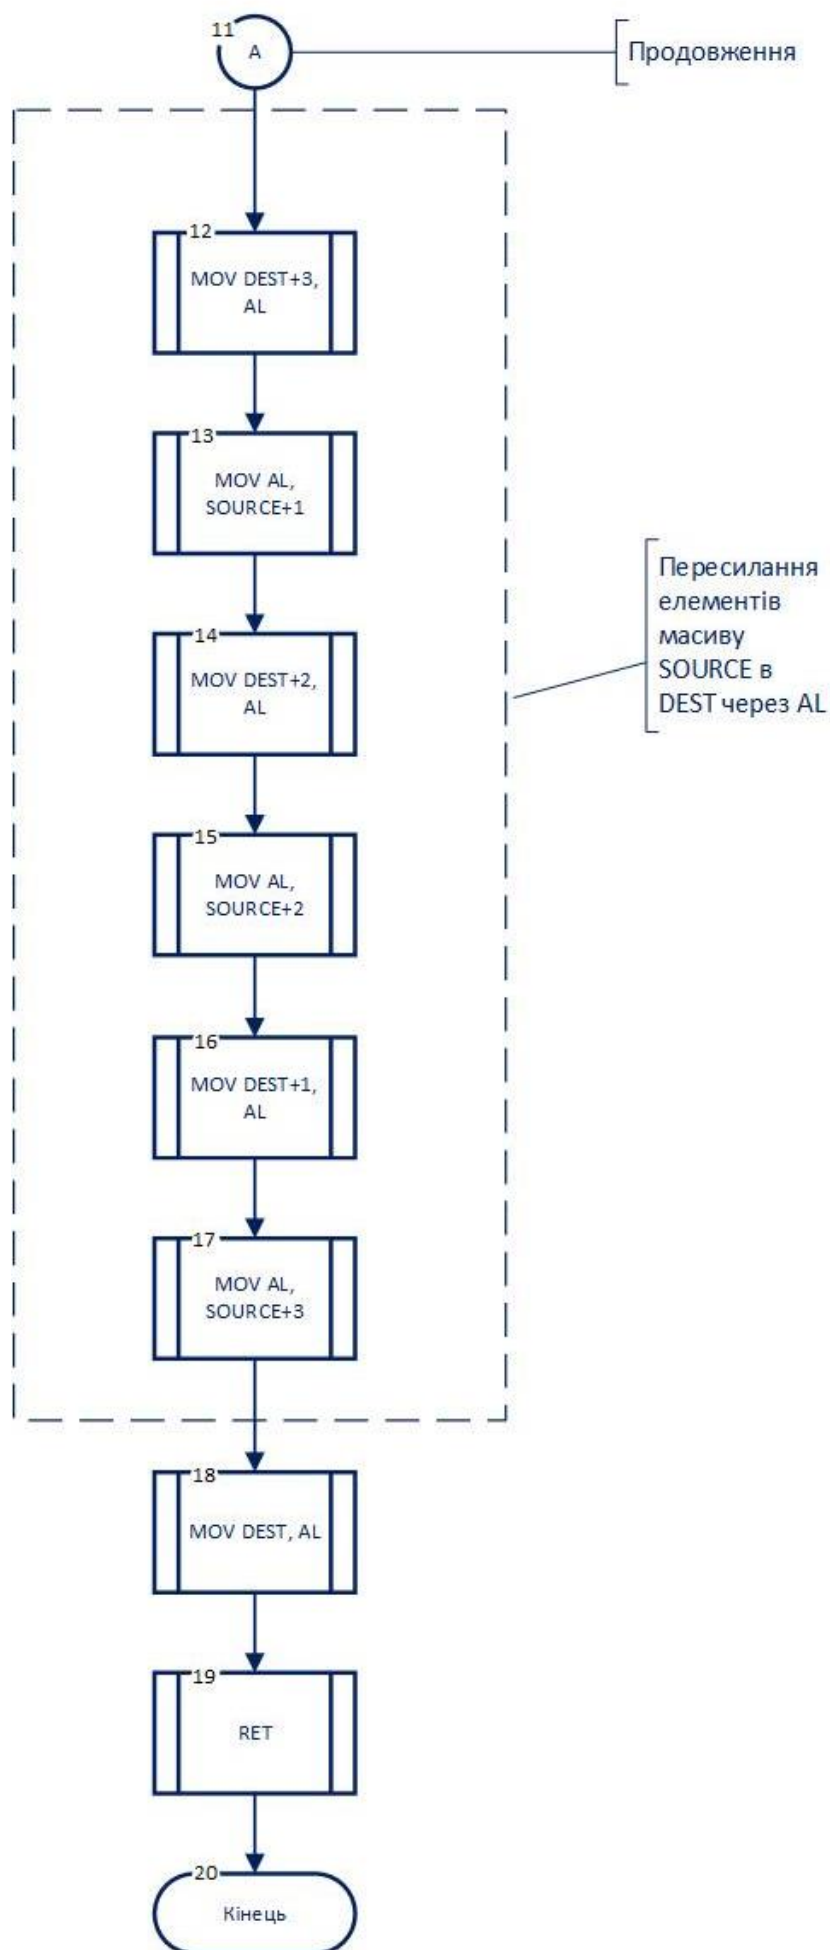 11
А
Продовження
12
MOV DEST+3,
AL
13
MOV AL,
SOURCE+1
14
MOV DEST+2,
AL
Пересилання
елементів
масиву
SOURCE в
DEST через AL
15
MOV AL,
SOURCE+2
16
MOV DEST+1,
AL
17
MOV AL,
SOURCE+3
18
MOV DEST, AL
19
RET
20
Кінець